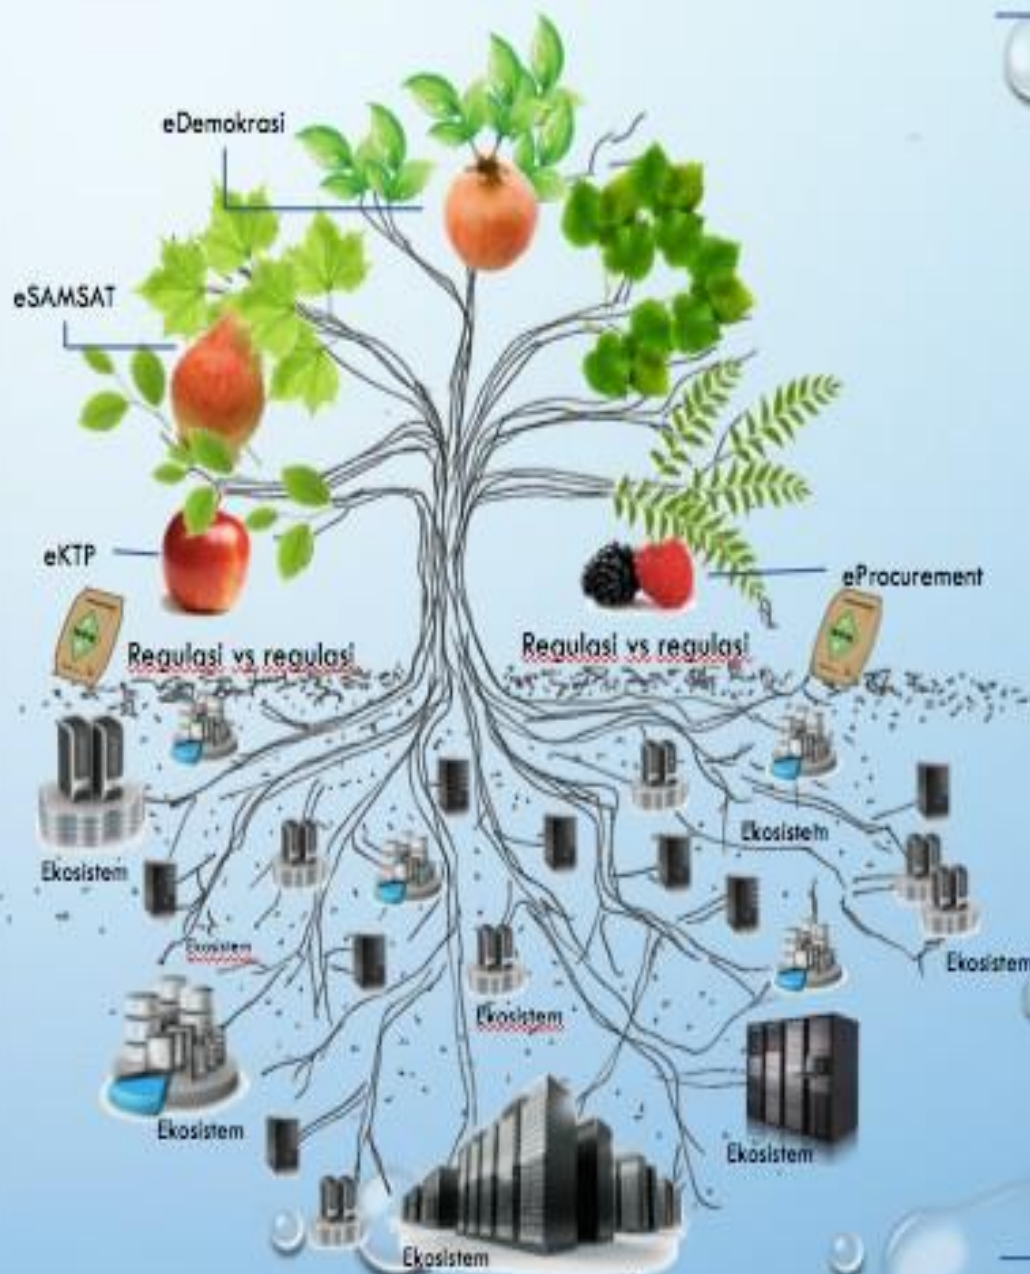 eDemokrasi
eSAMSAT
eKTP
eProcurement
Regulasi vs regulasi
Regulasi vs regulasi
Ekosistem
Ekosistem
Ekosistem
Ekosistem
Ekosistem
Ekosistem
Ekosistem
Ekosistem